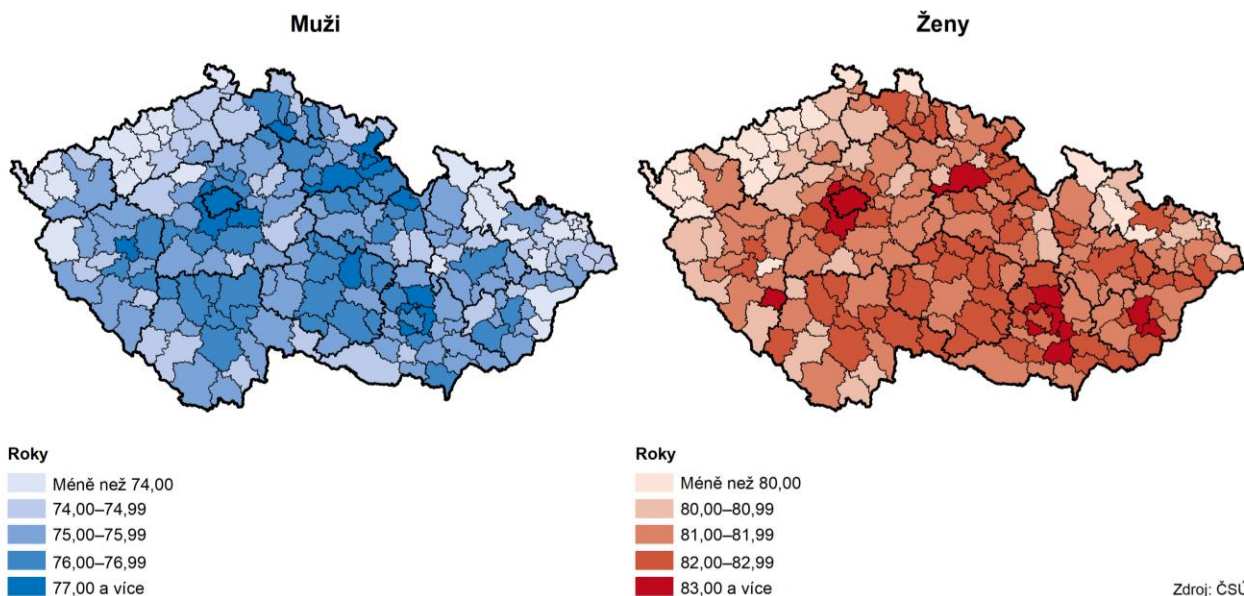 Muži
Ženy
Roky
Méně než 74,00
74,00–74,99
75,00–75,99
76,00–76,99
77,00 a více
Roky
Méně než 80,00
80,00–80,99
81,00–81,99
82,00–82,99
83,00 a více
Zdroj: ČSÚ